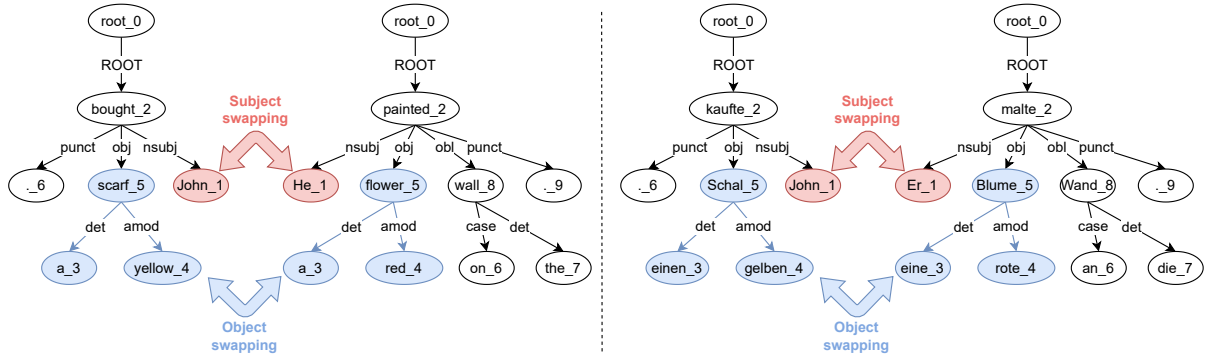 root_0 root_0 root_0 root_0
ROOT ROOT ROOT ROOT
bought_2 painted_2 kaufte_2 malte_2
Subject
swapping
Subject
swapping
punct obj nsubj nsubj obj obl punct punct obj nsubj nsubj obj obl punct
._6 scarf_5 John_1 He_1 flower_5 wall_8 ._9 ._6 Schal_5 John_1 Er_1 Blume_5 Wand_8 ._9
det amod det amod case det det amod det amod case det
a_3 yellow_4 a_3 red_4 on_6 the_7 einen_3 gelben_4 eine_3 rote_4 an_6 die_7
Object
swapping
Object
swapping